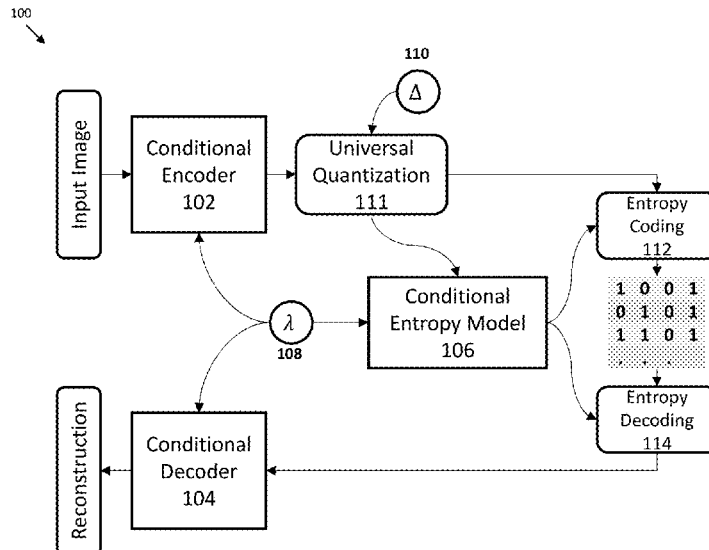 100
110
Δ
Input Image
Conditional
Encoder
102
Universal
Quantization
111
Entropy
Coding
112
1 0 0 1
0 1 0 1
1 1 0 1
. . .
λ
108
Conditional
Entropy Model
106
Entropy
Decoding
114
Reconstruction
Conditional
Decoder
104